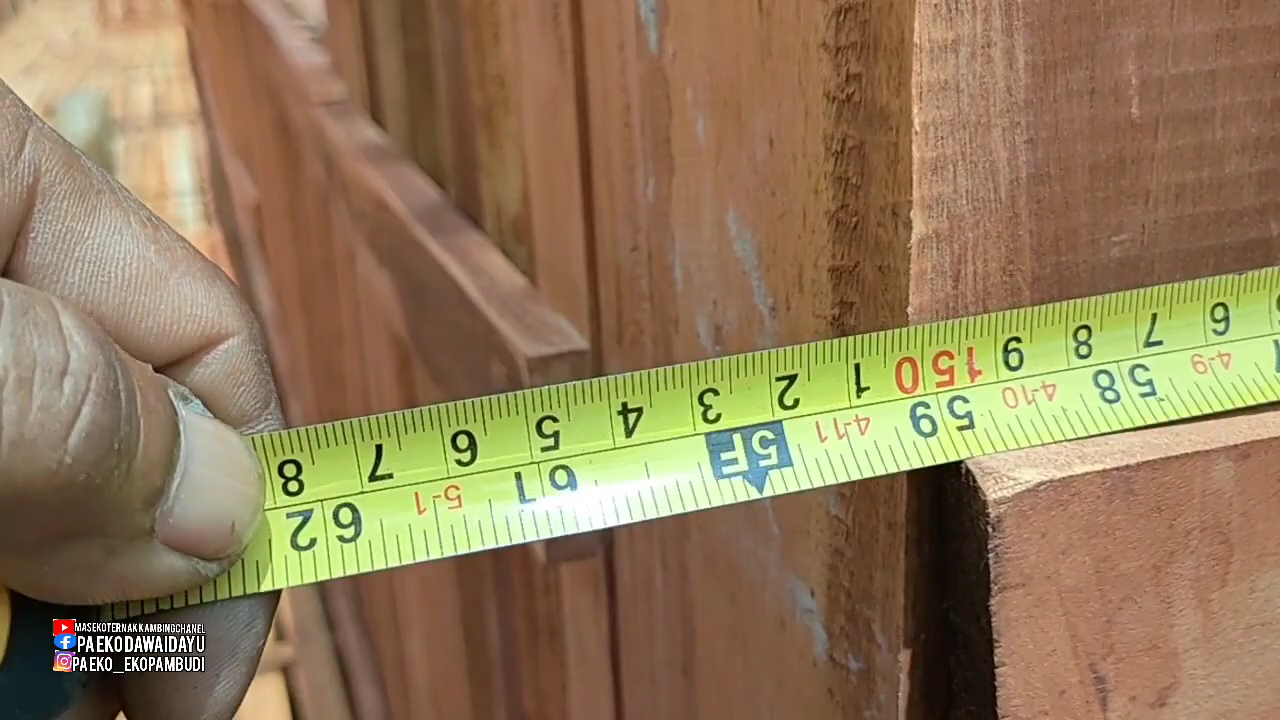 8 7 6 5 4 3 2 1 150 9 8 7 6
62 5-1 61 5F 4-11 59 4-10 58 4-9
MASEKOTERNAKKAMBINGCHANEL
PAEKODAWAIDAYU
PAEKO_EKOPAMBUDI